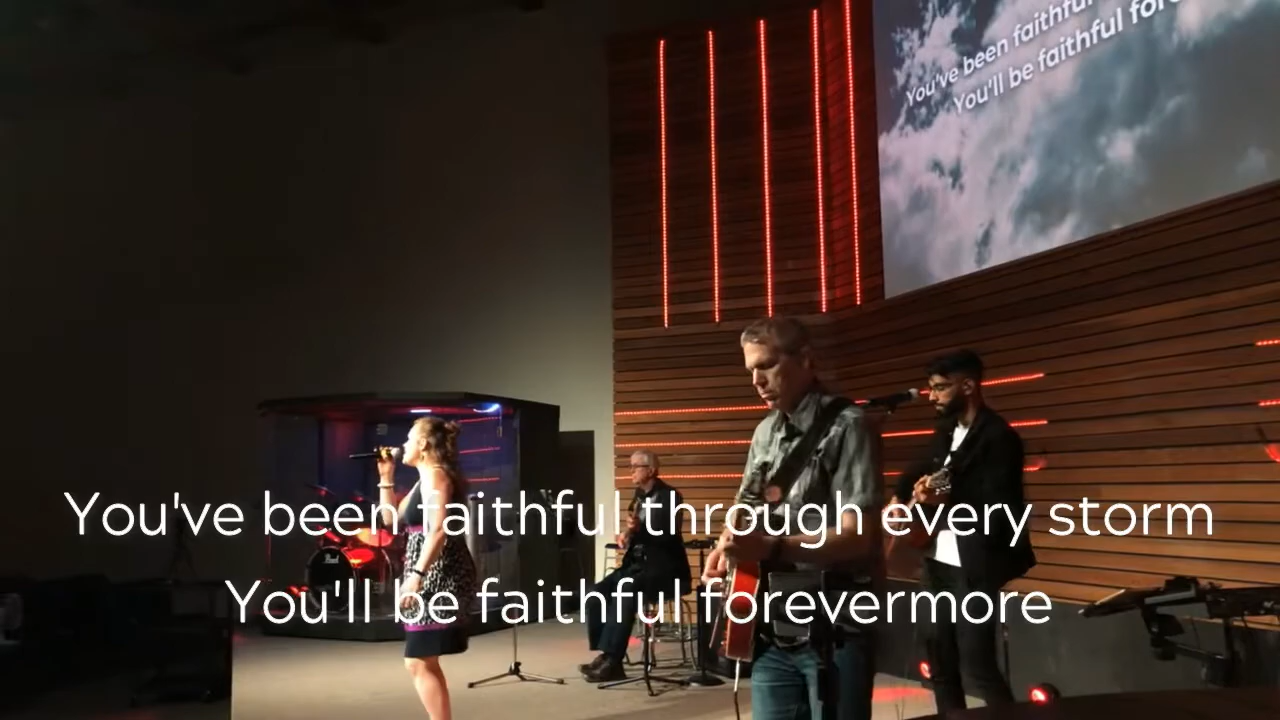 You've been faithful
You'll be faithful
You've been faithful through every storm
You'll be faithful forevermore